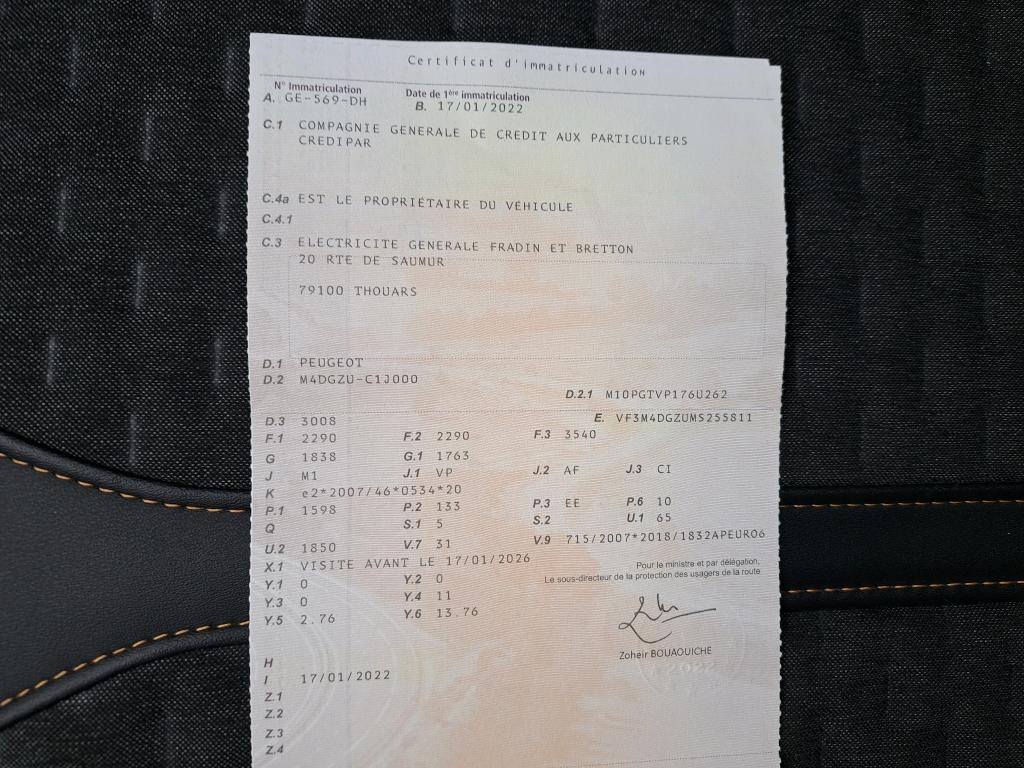 Certificat d'immatriculation
N° Immatriculation Date de 1ère immatriculation
A. GE-569-DH B. 17/01/2022
C.1 COMPAGNIE GENERALE DE CREDIT AUX PARTICULIERS
CREDIPAR
C.4a EST LE PROPRIÉTAIRE DU VÉHICULE
C.4.1
C.3 ELECTRICITE GENERALE FRADIN ET BRETTON
20 RTE DE SAUMUR
79100 THOUARS
D.1 PEUGEOT
D.2 M4DGZU-C1J000
D.2.1 M10PGTVP176U262
D.3 3008 E. VF3M4DGZUMS255811
F.1 2290 F.2 2290 F.3 3540
G 1838 G.1 1763
J M1 J.1 VP J.2 AF J.3 CI
K e2*2007/46*0534*20
P.1 1598 P.2 133 P.3 EE P.6 10
Q S.1 5 S.2 U.1 65
U.2 1850 V.7 31 V.9 715/2007*2018/1832APEURO6
X.1 VISITE AVANT LE 17/01/2026
Pour le ministre et par délégation,
Le sous-directeur de la protection des usagers de la route
Y.1 0 Y.2 0
Y.3 0 Y.4 11
Y.5 2.76 Y.6 13.76
Zoheir BOUAOUICHE
H
I 17/01/2022
Z.1
Z.2
Z.3
Z.4